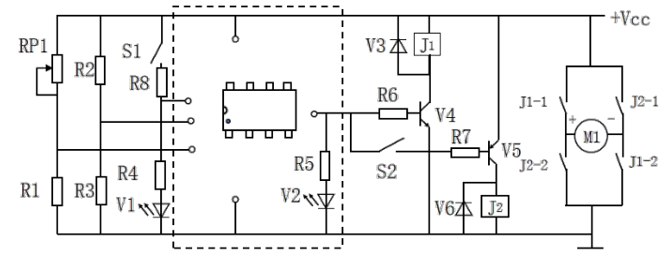 +Vcc
RP1
S1
V3
J1
R2
R8
R6
V4
J1-1
J2-1
+
−
M1
R7
V5
S2
R4
R5
J2-2
J1-2
R1
R3
V1
V2
V6
J2